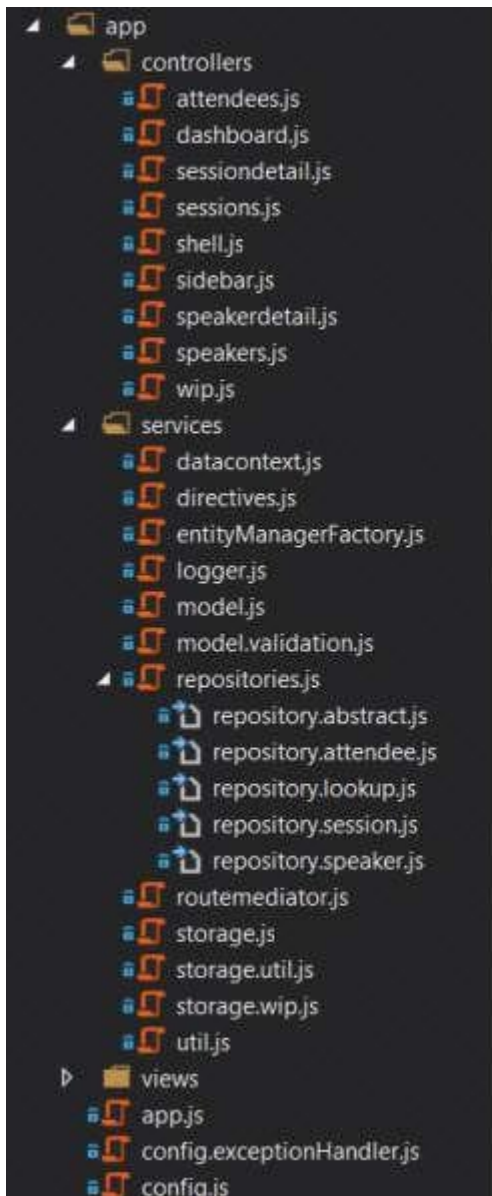 app
controllers
attendees.js
dashboard.js
sessiondetail.js
sessions.js
shell.js
sidebar.js
speakerdetail.js
speakers.js
wip.js
services
datacontext.js
directives.js
entityManagerFactory.js
logger.js
model.js
model.validation.js
repositories.js
repository.abstract.js
repository.attendee.js
repository.lookup.js
repository.session.js
repository.speaker.js
routemediator.js
storage.js
storage.util.js
storage.wip.js
util.js
views
app.js
config.exceptionHandler.js
config.js